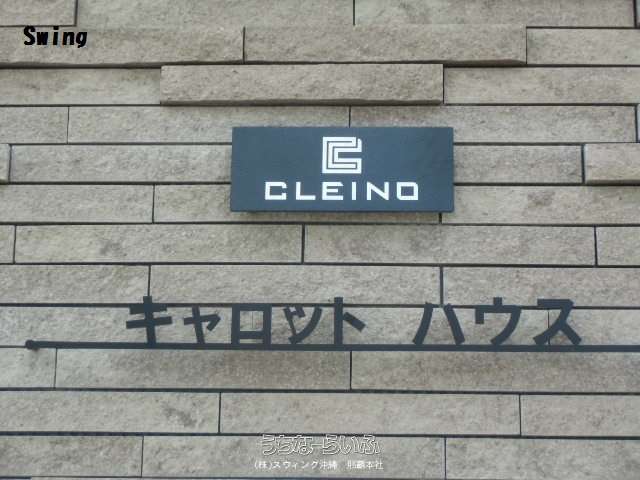 Swing
CLEINO
キャロット ハウス
うちなーらいふ
(株)スウィング沖縄 那覇本社